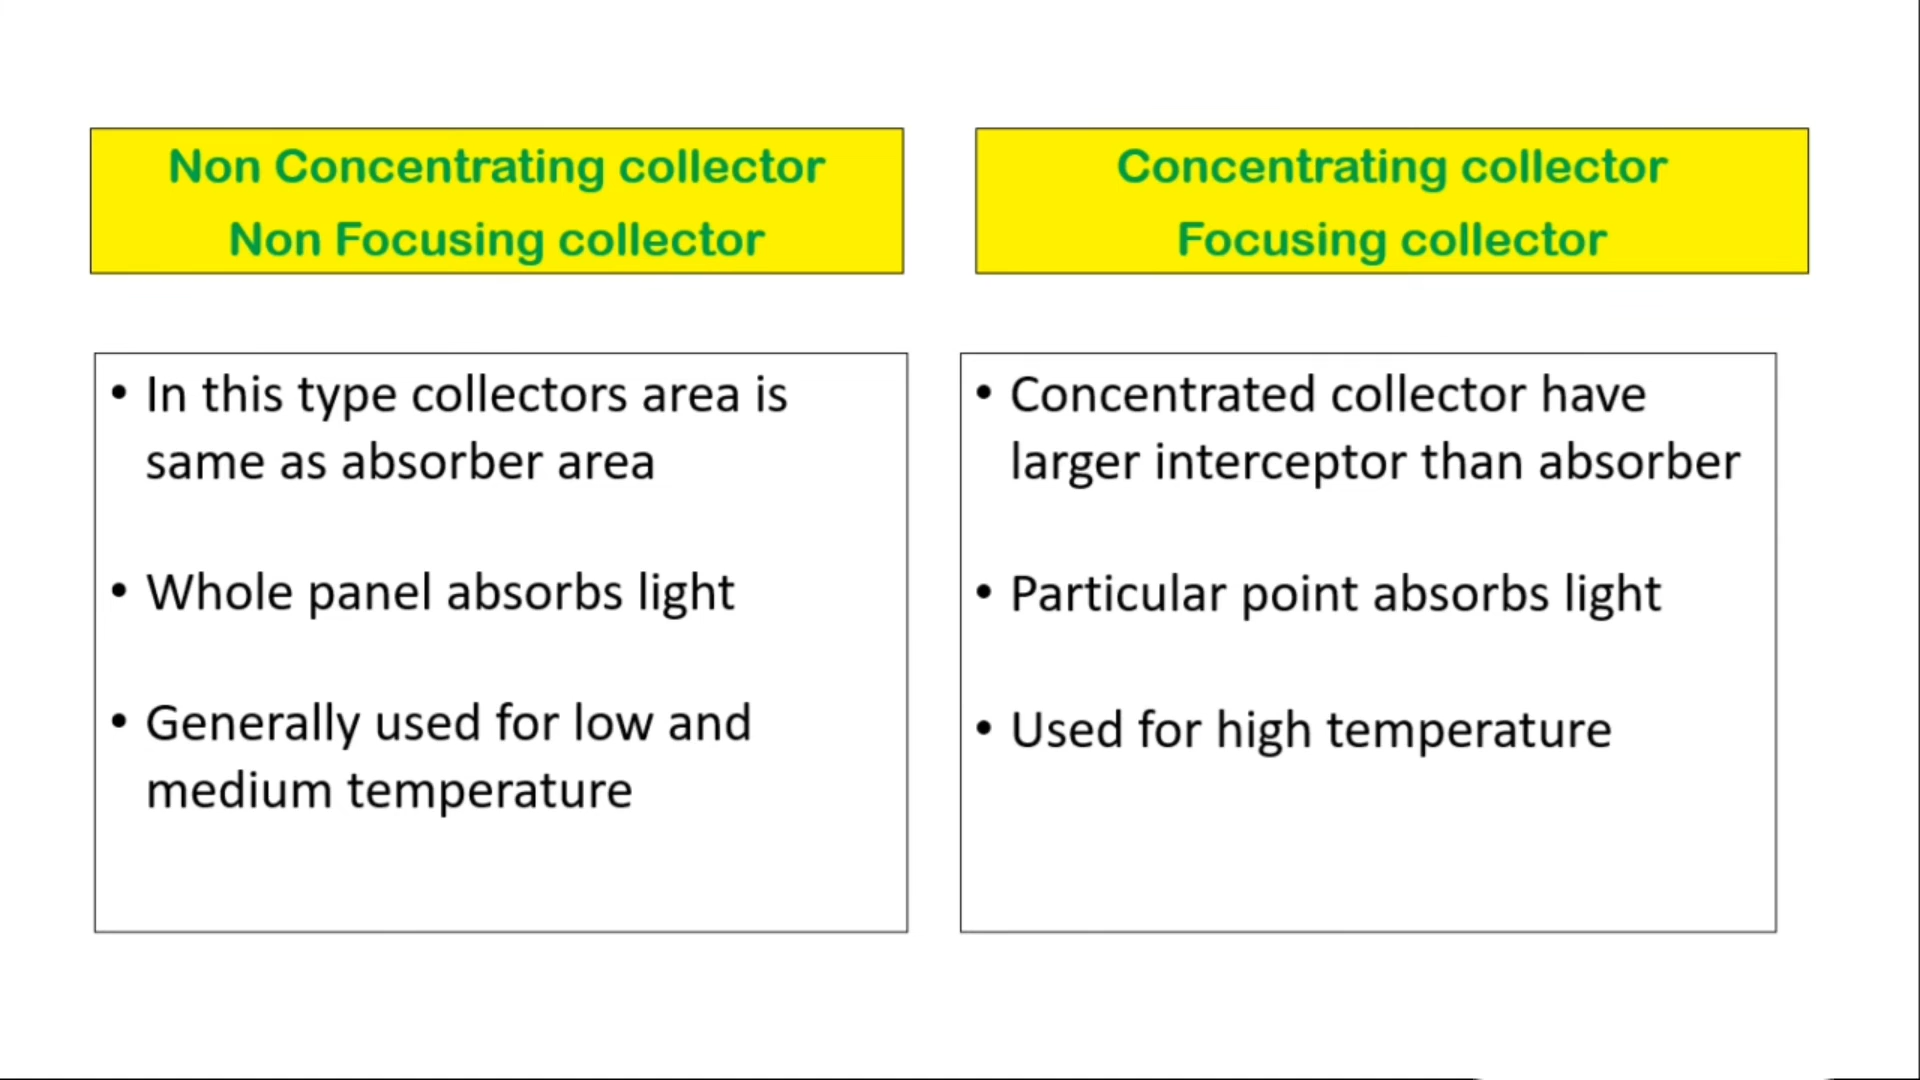 Non Concentrating collector
Non Focusing collector
Concentrating collector
Focusing collector
• In this type collectors area is
same as absorber area
• Whole panel absorbs light
• Generally used for low and
medium temperature
• Concentrated collector have
larger interceptor than absorber
• Particular point absorbs light
• Used for high temperature